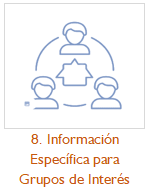 8. Información
Específica para
Grupos de Interés